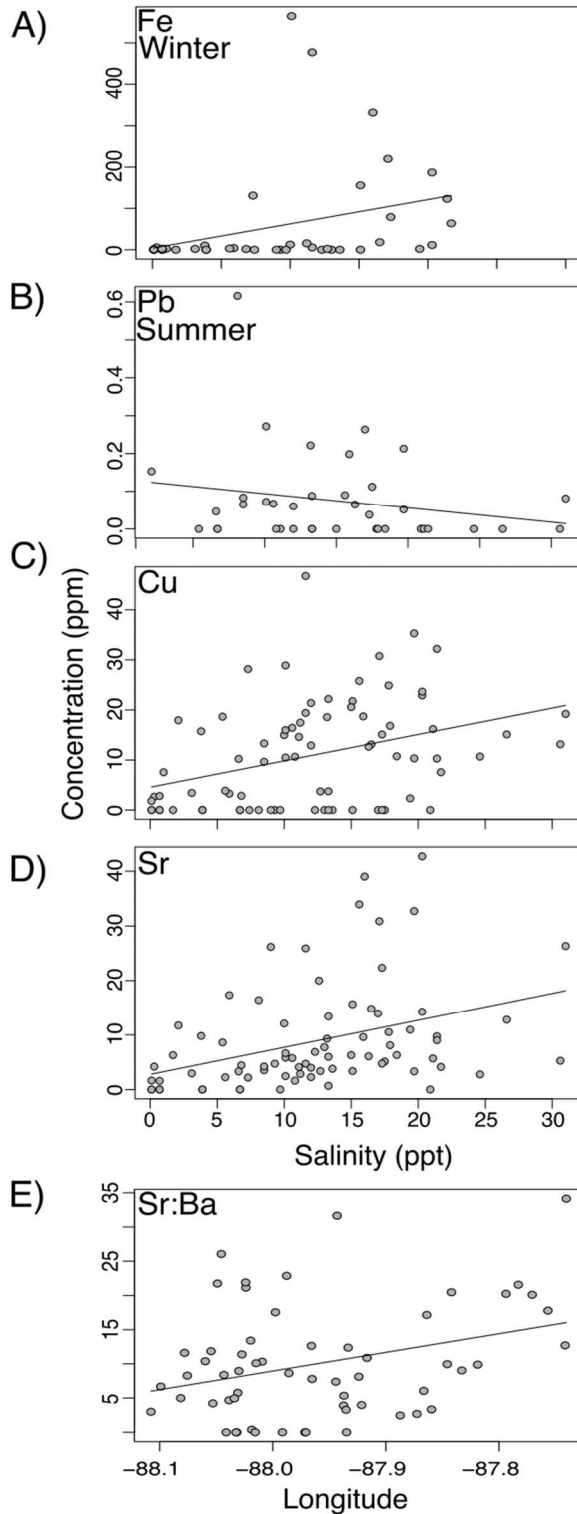 A)
Fe
Winter
400
200
0
B)
Pb
Summer
0.6
0.4
0.2
0.0
C)
Cu
40
30
20
10
0
Concentration (ppm)
D)
Sr
40
30
20
10
0
0 5 10 15 20 25 30
Salinity (ppt)
E)
Sr:Ba
35
25
15
5
−88.1 −88.0 −87.9 −87.8
Longitude